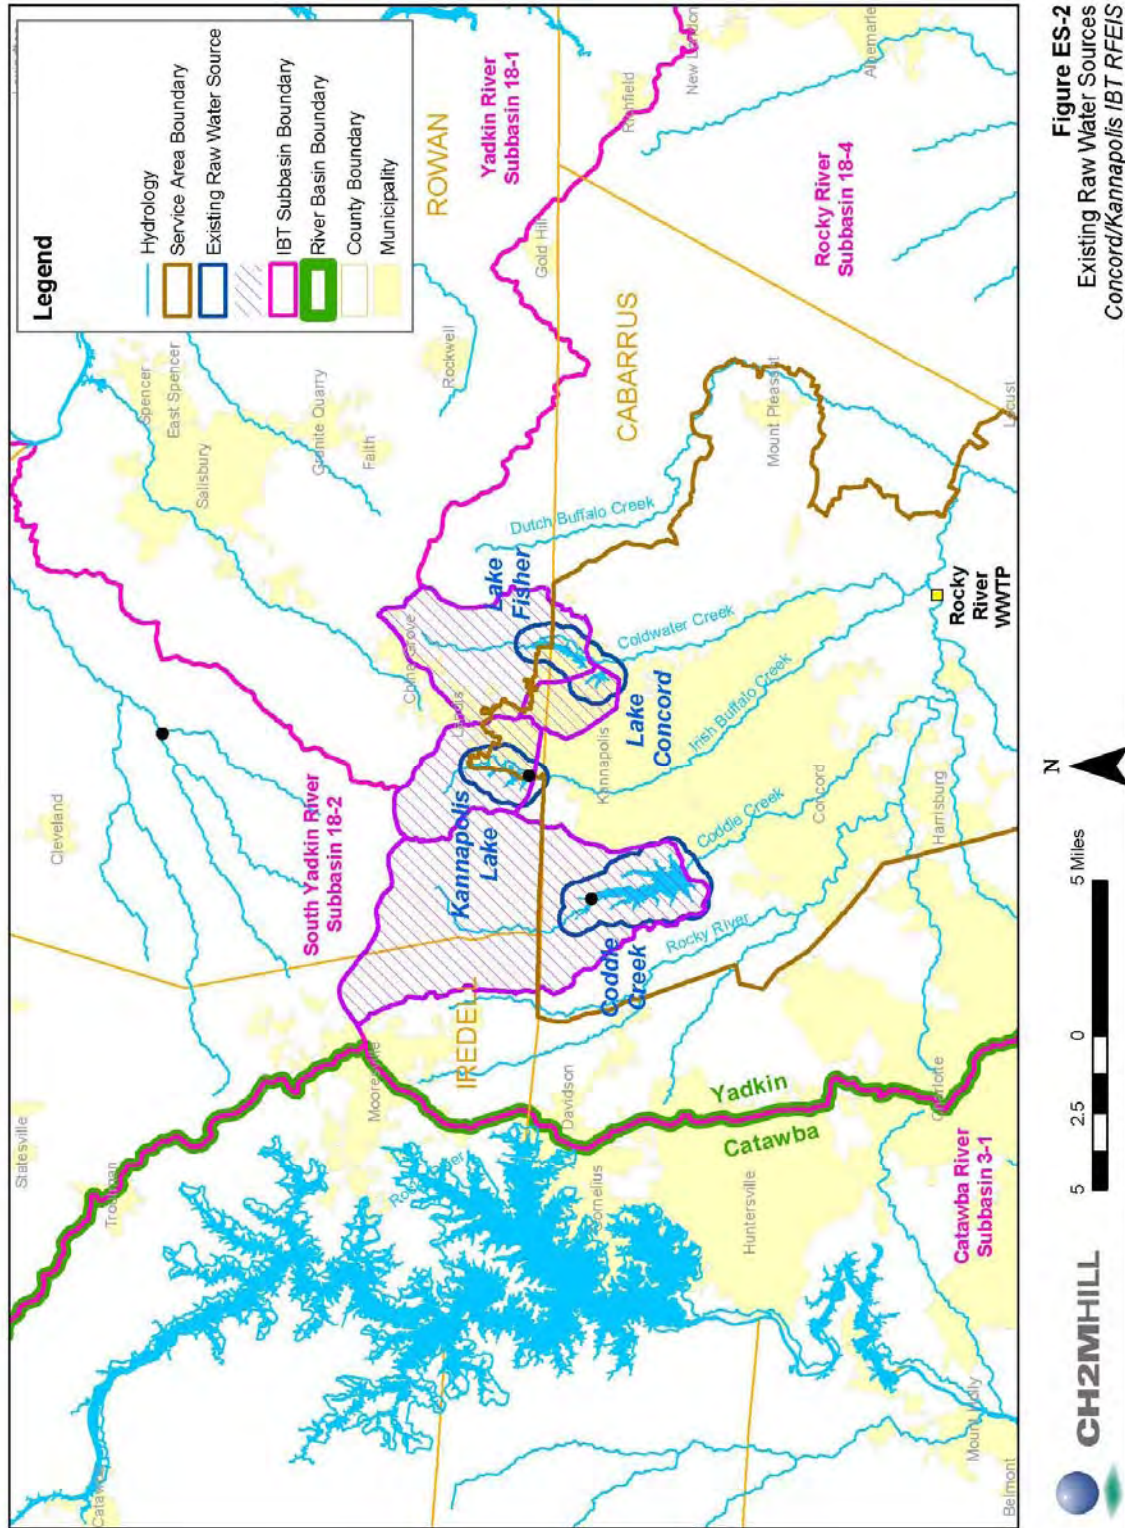 Legend
Hydrology
Service Area Boundary
Existing Raw Water Source
IBT Subbasin Boundary
River Basin Boundary
County Boundary
Municipality
Statesville
Troutman
Cleveland
Spencer
East Spencer
Salisbury
Granite Quarry
Faith
Rockwell
ROWAN
Yadkin River
Subbasin 18-1
South Yadkin River
Subbasin 18-2
Catawba
Mooresville
IREDELL
China Grove
Landis
Gold Hill
Richfield
New London
Albemarle
Kannapolis
Lake
Lake
Fisher
Dutch Buffalo Creek
CABARRUS
Rocky River
Subbasin 18-4
Davidson
Cornelius
Coddle
Creek
Rocky River
Kannapolis
Lake
Concord
Coldwater Creek
Irish Buffalo Creek
Coddle Creek
Concord
Mount Pleasant
Yadkin
Catawba
Huntersville
Harrisburg
Rocky
River
WWTP
Locust
Charlotte
Catawba River
Subbasin 3-1
Mount Holly
Belmont
CH2MHILL
5
2.5
0
5 Miles
N
Figure ES-2
Existing Raw Water Sources
Concord/Kannapolis IBT RFEIS